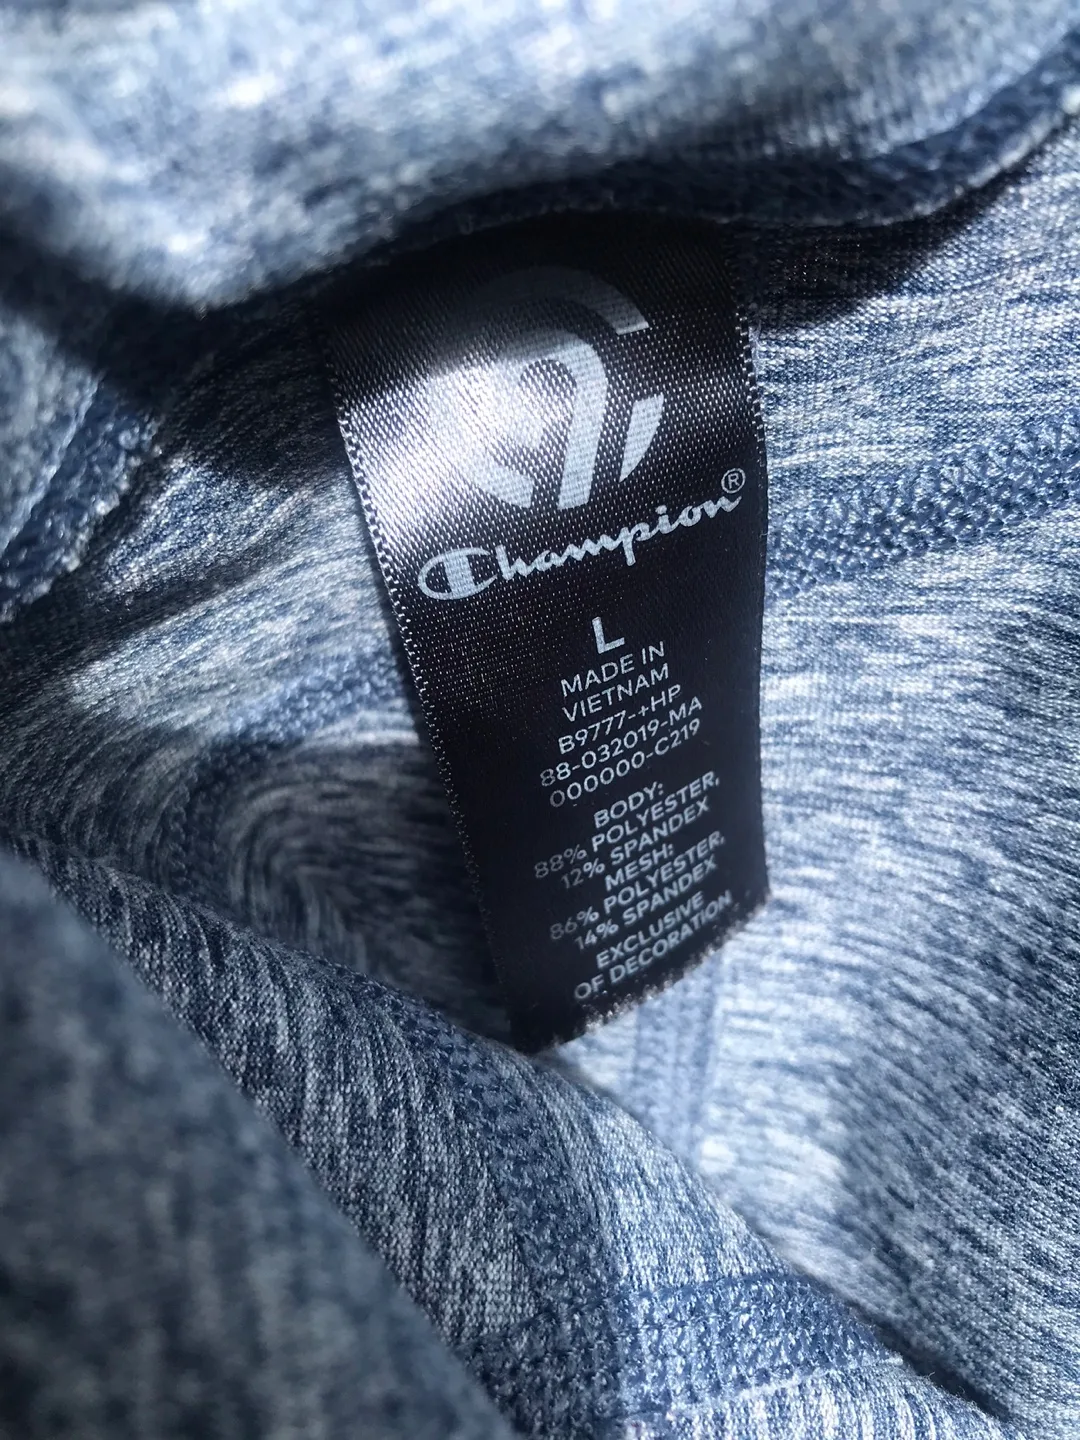 Champion®
L
MADE IN
VIETNAM
B9777-+HP
88-032019-MA
000000-C219
BODY:
88% POLYESTER,
12% SPANDEX
MESH:
86% POLYESTER,
14% SPANDEX
EXCLUSIVE
OF DECORATION